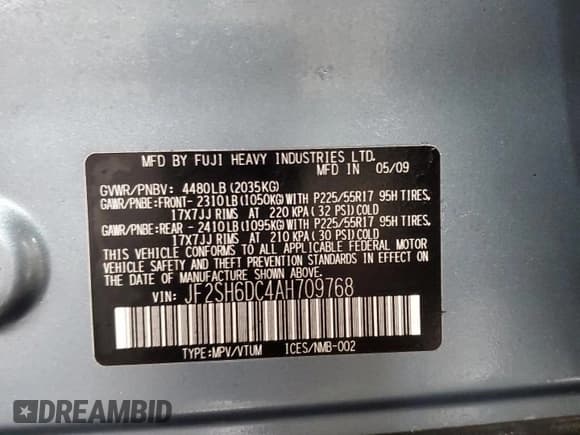 MFD BY FUJI HEAVY INDUSTRIES LTD.
MFD IN 05/09
GVWR/PNBV: 4480LB (2035KG)
GAWR/PNBE:FRONT- 2310LB (1050KG)WITH P225/55R17 95H TIRES,
17X7JJ RIMS AT 220 KPA( 32 PSI)COLD
GAWR/PNBE:REAR - 2410LB (1095KG)WITH P225/55R17 95H TIRES,
17X7JJ RIMS AT 210 KPA( 30 PSI)COLD
THIS VEHICLE CONFORMS TO ALL APPLICABLE FEDERAL MOTOR
VEHICLE SAFETY AND THEFT PREVENTION STANDARDS IN EFFECT ON
THE DATE OF MANUFACTURE SHOWN ABOVE.
VIN: JF2SH6DC4AH709768
TYPE:MPV/VTUM ICES/NMB-002
DREAMBID